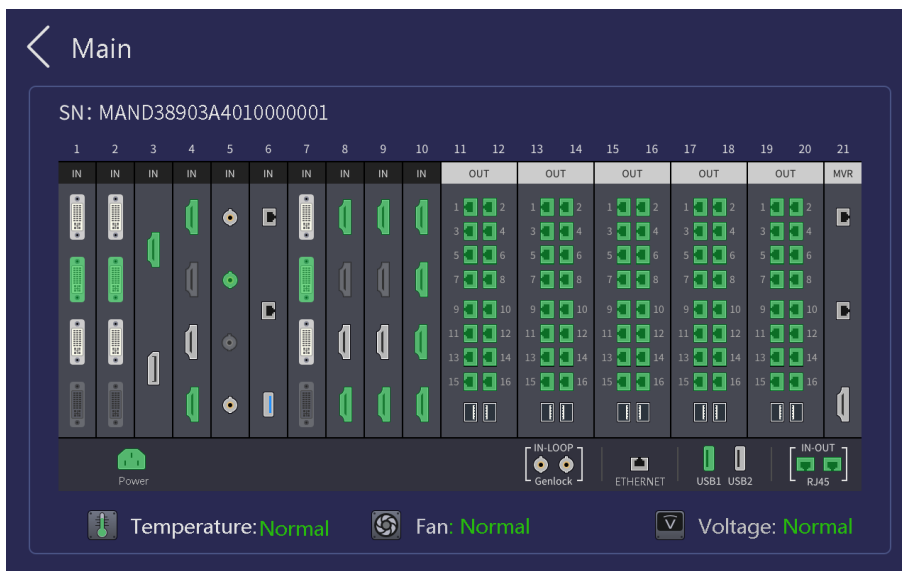 Main
SN: MAND38903A4010000001
1 2 3 4 5 6 7 8 9 10 11 12 13 14 15 16 17 18 19 20 21
IN IN IN IN IN IN IN IN IN IN OUT OUT OUT OUT OUT MVR
1 2 1 2 1 2 1 2 1 2
3 4 3 4 3 4 3 4 3 4
5 6 5 6 5 6 5 6 5 6
7 8 7 8 7 8 7 8 7 8
9 10 9 10 9 10 9 10 9 10
11 12 11 12 11 12 11 12 11 12
13 14 13 14 13 14 13 14 13 14
15 16 15 16 15 16 15 16 15 16
IN-LOOP IN-OUT
Power Genlock ETHERNET USB1 USB2 RJ45
Temperature: Normal Fan: Normal V Voltage: Normal